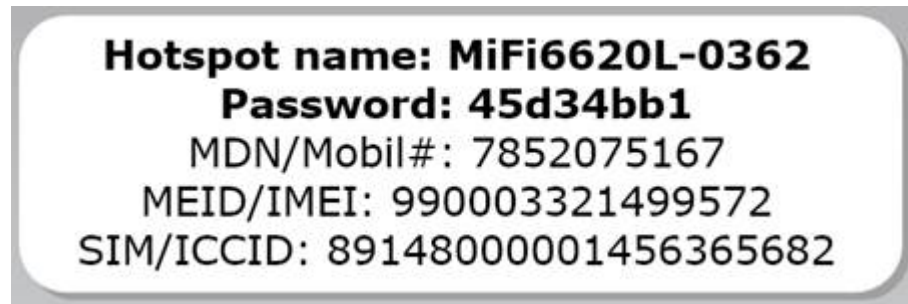 Hotspot name: MiFi6620L-0362
Password: 45d34bb1
MDN/Mobil#: 7852075167
MEID/IMEI: 990003321499572
SIM/ICCID: 89148000001456365682